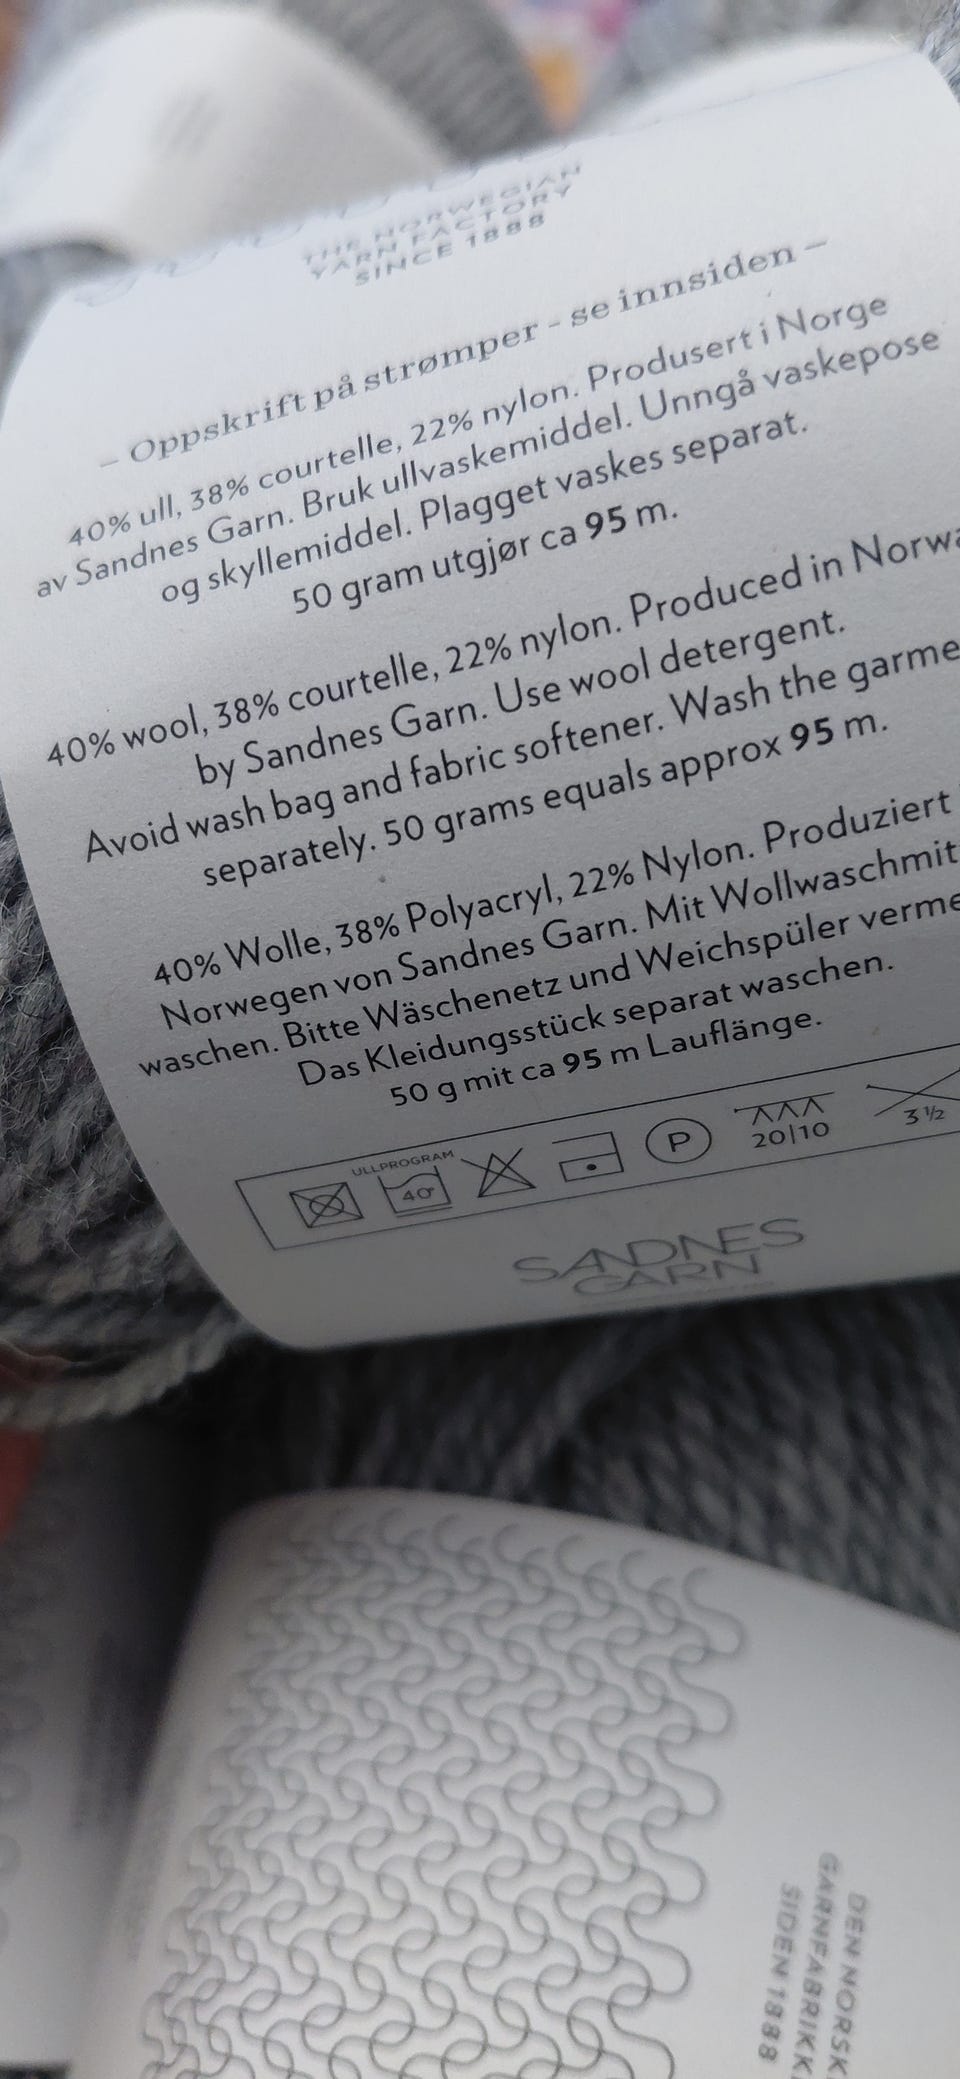 THE NORWEGIAN
YARN FACTORY
SINCE 1888
– Oppskrift på strømper - se innsiden –
40% ull, 38% courtelle, 22% nylon. Produsert i Norge
av Sandnes Garn. Bruk ullvaskemiddel. Unngå vaskepose
og skyllemiddel. Plagget vaskes separat.
50 gram utgjør ca 95 m.
40% wool, 38% courtelle, 22% nylon. Produced in Norwa
by Sandnes Garn. Use wool detergent.
Avoid wash bag and fabric softener. Wash the garme
separately. 50 grams equals approx 95 m.
40% Wolle, 38% Polyacryl, 22% Nylon. Produziert
Norwegen von Sandnes Garn. Mit Wollwaschmit
waschen. Bitte Wäschenetz und Weichspüler verme
Das Kleidungsstück separat waschen.
50 g mit ca 95 m Lauflänge.
ULLPROGRAM
40° P 20|10 3 ½
SANDNES
GARN
DEN NORSK
GARNFABRIKK
SIDEN 1888